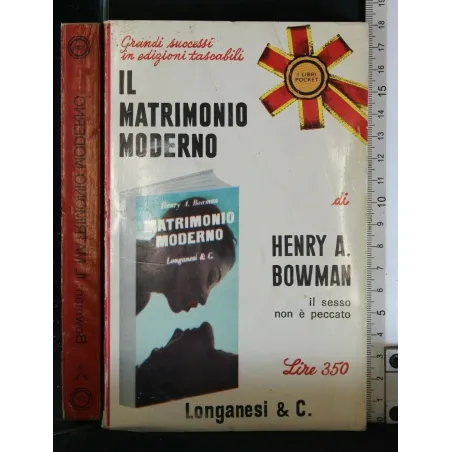 Grandi successi
in edizioni tascabili
IL
MATRIMONIO
MODERNO
I LIBRI
POCKET
di
HENRY A.
BOWMAN
il sesso
non è peccato
Henry A. Bowman
MATRIMONIO
MODERNO
Longanesi & C.
Lire 350
Longanesi & C.
Bowman: IL MATRIMONIO MODERNO